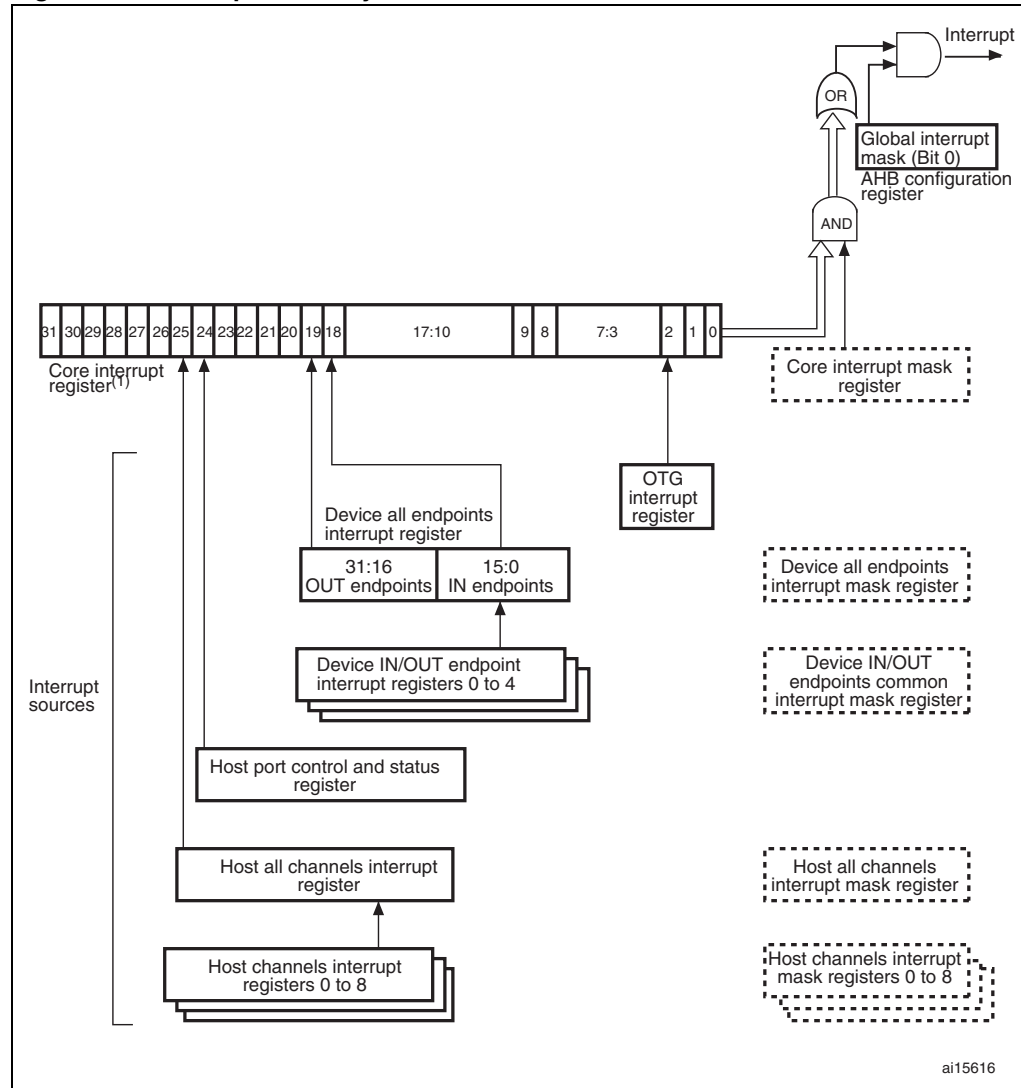 Interrupt
OR
Global interrupt
mask (Bit 0)
AHB configuration
register
AND
31 30 29 28 27 26 25 24 23 22 21 20 19 18 17:10 9 8 7:3 2 1 0
Core interrupt
register(1)
Core interrupt mask
register
OTG
interrupt
register
Device all endpoints
interrupt register
31:16
OUT endpoints
15:0
IN endpoints
Device all endpoints
interrupt mask register
Device IN/OUT endpoint
interrupt registers 0 to 4
Device IN/OUT
endpoints common
interrupt mask register
Interrupt
sources
Host port control and status
register
Host all channels interrupt
register
Host all channels
interrupt mask register
Host channels interrupt
registers 0 to 8
Host channels interrupt
mask registers 0 to 8
ai15616